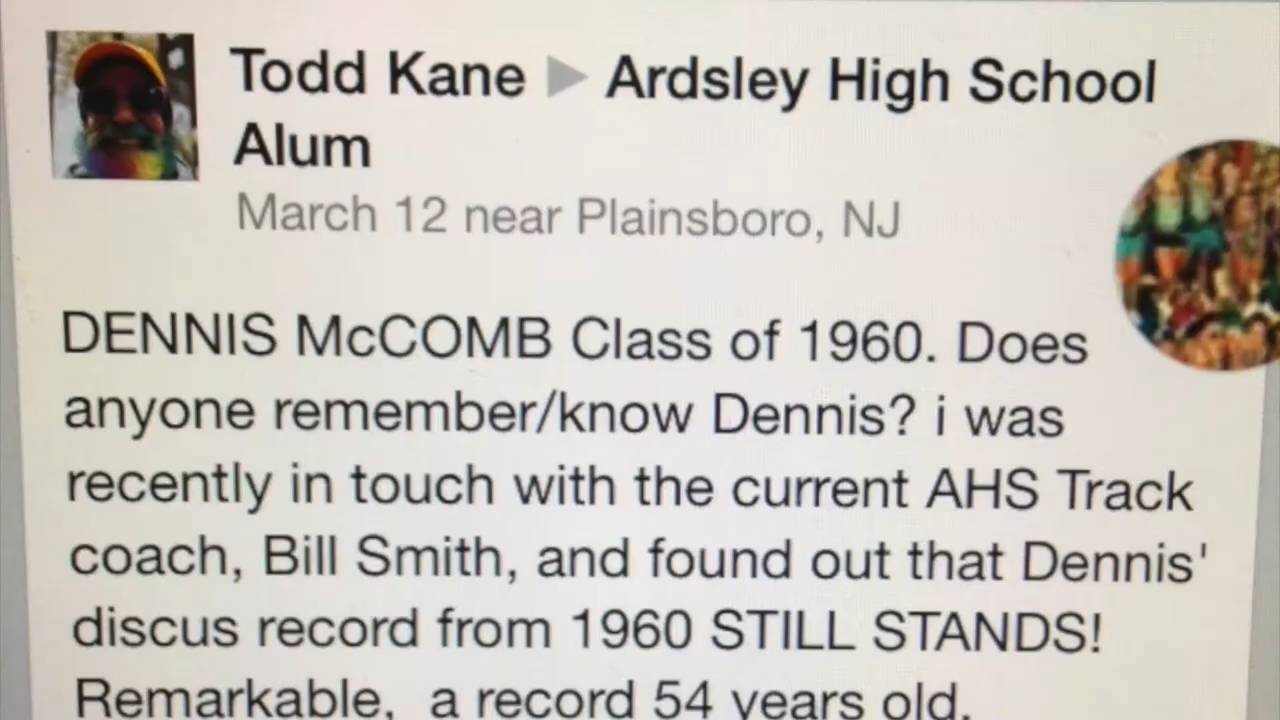 Todd Kane ▶ Ardsley High School
Alum
March 12 near Plainsboro, NJ
DENNIS McCOMB Class of 1960. Does
anyone remember/know Dennis? i was
recently in touch with the current AHS Track
coach, Bill Smith, and found out that Dennis'
discus record from 1960 STILL STANDS!
Remarkable, a record 54 years old.